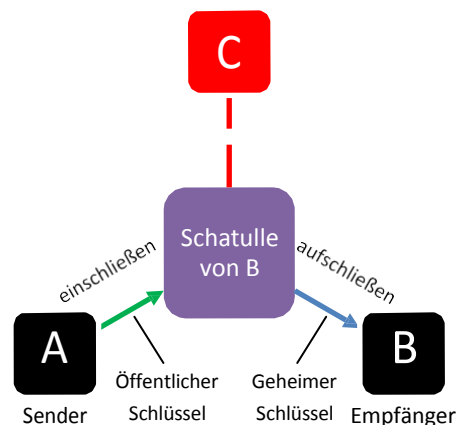 C
Schatulle
von B
einschließen
aufschließen
A
B
Öffentlicher
Schlüssel
Geheimer
Schlüssel
Sender
Empfänger